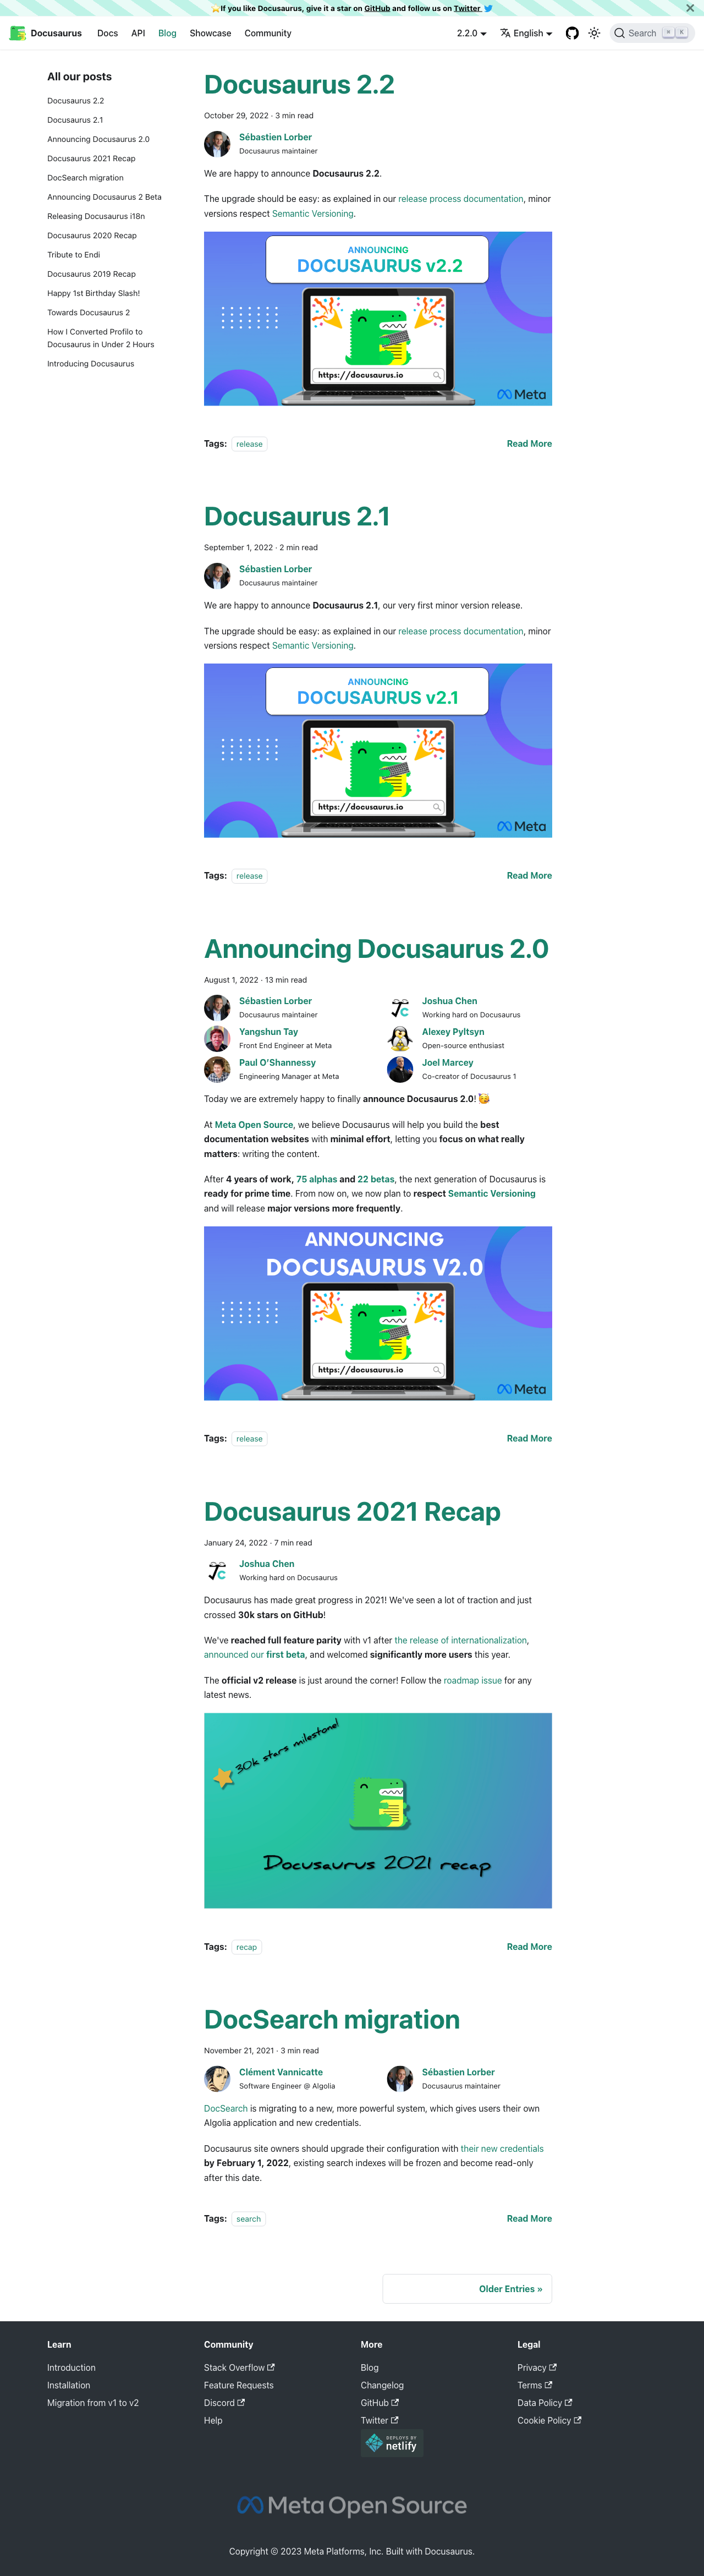 ⭐️ If you like Docusaurus, give it a star on GitHub and follow us on Twitter
Docusaurus
Docs
API
Blog
Showcase
Community
2.2.0
English
Search
⌘
K
All our posts
Docusaurus 2.2
Docusaurus 2.1
Announcing Docusaurus 2.0
Docusaurus 2021 Recap
DocSearch migration
Announcing Docusaurus 2 Beta
Releasing Docusaurus i18n
Docusaurus 2020 Recap
Tribute to Endi
Docusaurus 2019 Recap
Happy 1st Birthday Slash!
Towards Docusaurus 2
How I Converted Profilo to
Docusaurus in Under 2 Hours
Introducing Docusaurus
Docusaurus 2.2
October 29, 2022 · 3 min read
Sébastien Lorber
Docusaurus maintainer
We are happy to announce Docusaurus 2.2.
The upgrade should be easy: as explained in our release process documentation, minor
versions respect Semantic Versioning.
ANNOUNCING
DOCUSAURUS v2.2
https://docusaurus.io
Meta
Tags: release
Read More
Docusaurus 2.1
September 1, 2022 · 2 min read
Sébastien Lorber
Docusaurus maintainer
We are happy to announce Docusaurus 2.1, our very first minor version release.
The upgrade should be easy: as explained in our release process documentation, minor
versions respect Semantic Versioning.
ANNOUNCING
DOCUSAURUS v2.1
https://docusaurus.io
Meta
Tags: release
Read More
Announcing Docusaurus 2.0
August 1, 2022 · 13 min read
Sébastien Lorber
Docusaurus maintainer
JC
Joshua Chen
Working hard on Docusaurus
Yangshun Tay
Front End Engineer at Meta
Alexey Pyltsyn
Open-source enthusiast
Paul O'Shannessy
Engineering Manager at Meta
Joel Marcey
Co-creator of Docusaurus 1
Today we are extremely happy to finally announce Docusaurus 2.0! 🥳
At Meta Open Source, we believe Docusaurus will help you build the best
documentation websites with minimal effort, letting you focus on what really
matters: writing the content.
After 4 years of work, 75 alphas and 22 betas, the next generation of Docusaurus is
ready for prime time. From now on, we now plan to respect Semantic Versioning
and will release major versions more frequently.
ANNOUNCING
DOCUSAURUS V2.0
https://docusaurus.io
Meta
Tags: release
Read More
Docusaurus 2021 Recap
January 24, 2022 · 7 min read
JC
Joshua Chen
Working hard on Docusaurus
Docusaurus has made great progress in 2021! We've seen a lot of traction and just
crossed 30k stars on GitHub!
We've reached full feature parity with v1 after the release of internationalization,
announced our first beta, and welcomed significantly more users this year.
The official v2 release is just around the corner! Follow the roadmap issue for any
latest news.
30k stars milestone!
Docusaurus 2021 recap
Tags: recap
Read More
DocSearch migration
November 21, 2021 · 3 min read
Clément Vannicatte
Software Engineer @ Algolia
Sébastien Lorber
Docusaurus maintainer
DocSearch is migrating to a new, more powerful system, which gives users their own
Algolia application and new credentials.
Docusaurus site owners should upgrade their configuration with their new credentials
by February 1, 2022, existing search indexes will be frozen and become read-only
after this date.
Tags: search
Read More
Older Entries »
Learn
Introduction
Installation
Migration from v1 to v2
Community
Stack Overflow
Feature Requests
Discord
Help
More
Blog
Changelog
GitHub
Twitter
DEPLOYS BY
netlify
Legal
Privacy
Terms
Data Policy
Cookie Policy
Meta Open Source
Copyright © 2023 Meta Platforms, Inc. Built with Docusaurus.